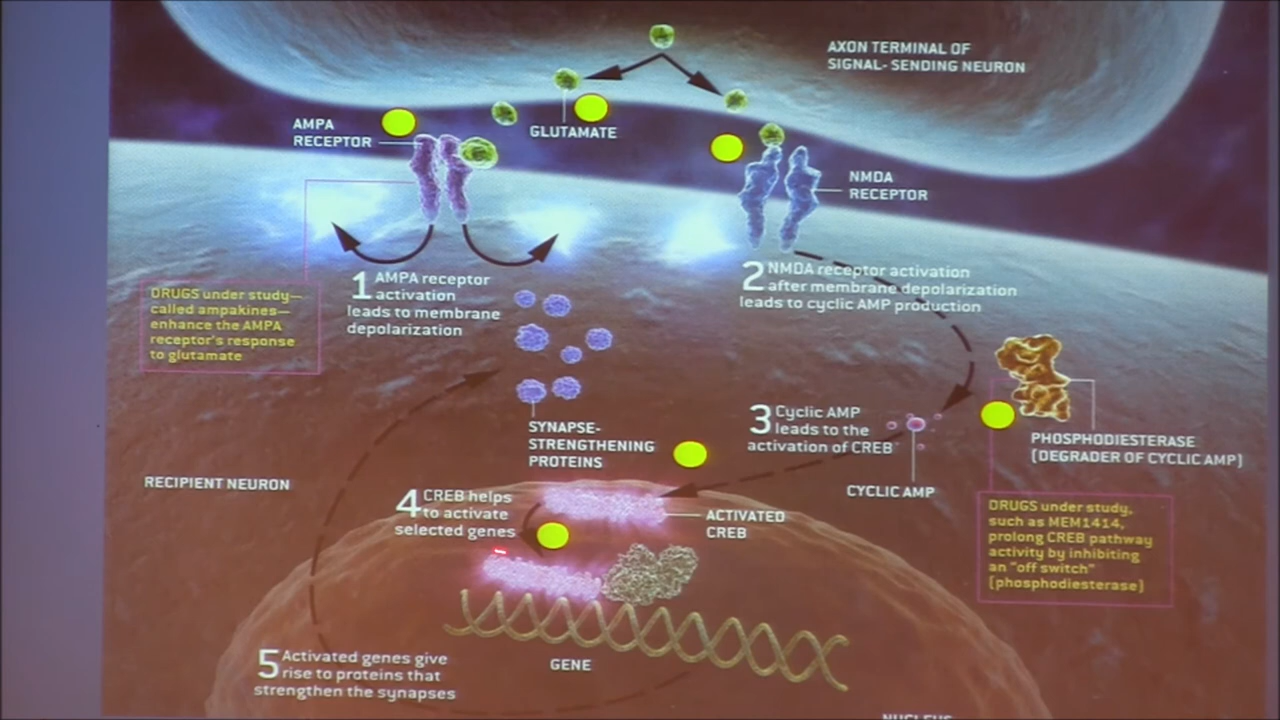 AXON TERMINAL OF
SIGNAL-SENDING NEURON
AMPA
RECEPTOR
GLUTAMATE
NMDA
RECEPTOR
1 AMPA receptor
activation
leads to membrane
depolarization
2 NMDA receptor activation
after membrane depolarization
leads to cyclic AMP production
DRUGS under study—
called ampakines—
enhance the AMPA
receptor's response
to glutamate
3 Cyclic AMP
leads to the
activation of CREB
SYNAPSE-
STRENGTHENING
PROTEINS
PHOSPHODIESTERASE
(DEGRADER OF CYCLIC AMP)
RECIPIENT NEURON
CYCLIC AMP
4 CREB helps
to activate
selected genes
ACTIVATED
CREB
DRUGS under study,
such as MEM1414,
prolong CREB pathway
activity by inhibiting
an "off switch"
(phosphodiesterase)
5 Activated genes give
rise to proteins that
strengthen the synapses
GENE
NUCLEUS